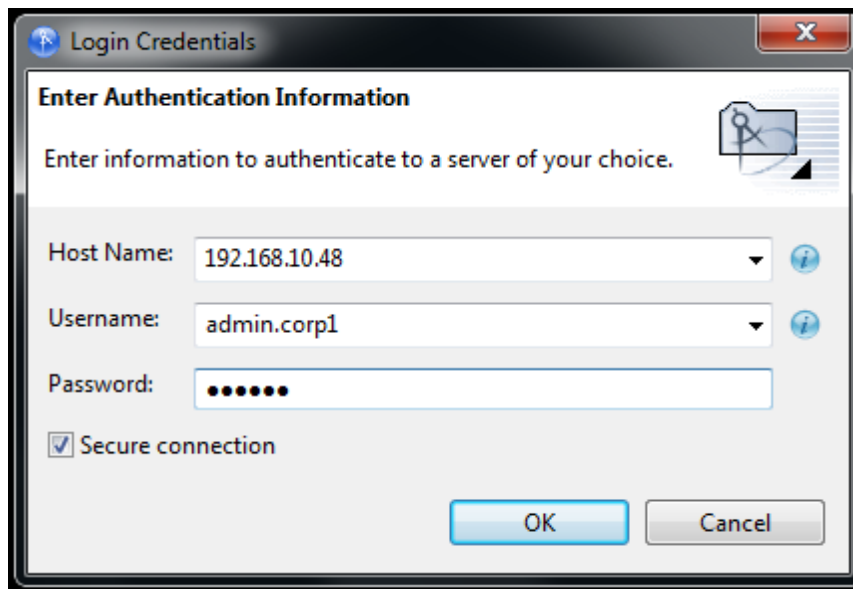 Login Credentials
Enter Authentication Information
Enter information to authenticate to a server of your choice.
Host Name: 192.168.10.48
Username: admin.corp1
Password: ●●●●●●
Secure connection
OK Cancel